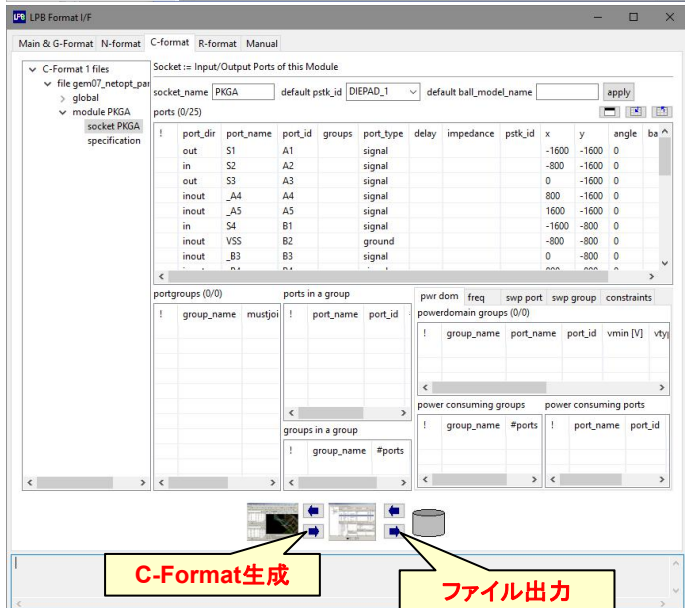 LPB LPB Format I/F
Main & G-Format N-format C-format R-format Manual
C-Format 1 files
file gem07_netopt_par
global
module PKGA
socket PKGA
specification
Socket := Input/Output Ports of this Module
socket_name PKGA default pstk_id DIEPAD_1 default ball_model_name apply
ports (0/25)
! port_dir port_name port_id groups port_type delay impedance pstk_id x y angle ba
out S1 A1 signal -1600 -1600 0
in S2 A2 signal -800 -1600 0
out S3 A3 signal 0 -1600 0
inout _A4 A4 signal 800 -1600 0
inout _A5 A5 signal 1600 -1600 0
in S4 B1 signal -1600 -800 0
inout VSS B2 ground -800 -800 0
inout _B3 B3 signal 0 -800 0
portgroups (0/0)
! group_name mustjoi
ports in a group
! port_name port_id
groups in a group
! group_name #ports
pwr dom freq swp port swp group constraints
powerdomain groups (0/0)
! group_name port_name port_id vmin [V] vtyp
power consuming groups
! group_name #ports
power consuming ports
! port_name port_id
C-Format生成
ファイル出力